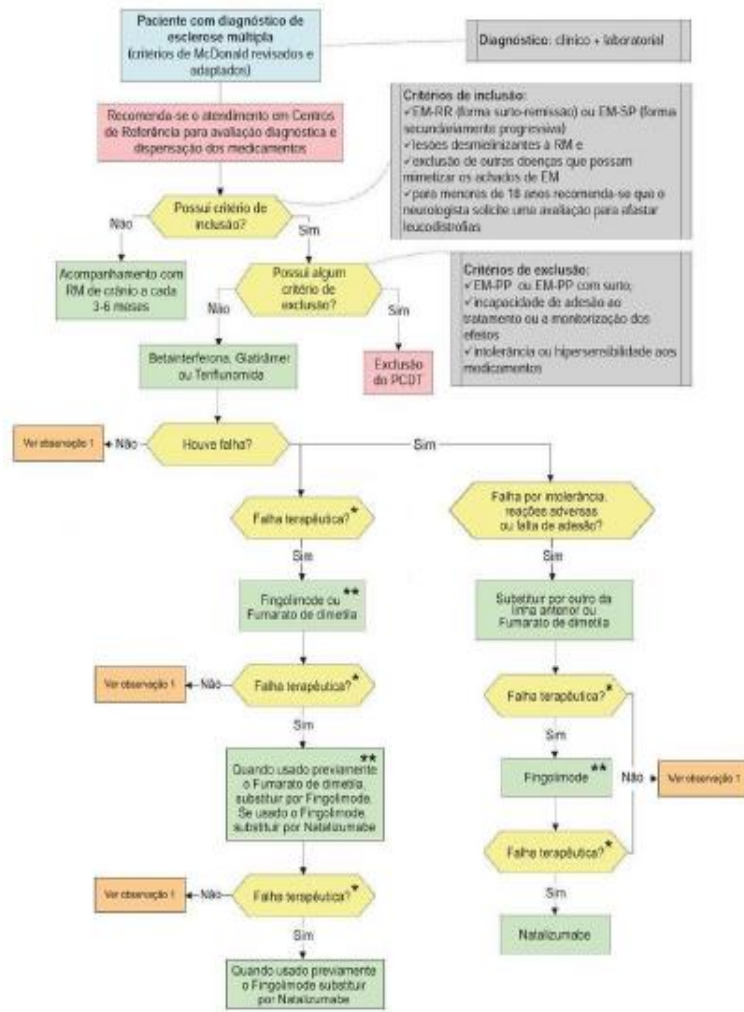 Paciente com diagnóstico de
esclerose múltipla
(critérios de McDonald revisados e
adaptados)
Diagnóstico: clínico + laboratorial
Recomenda-se o atendimento em Centros
de Referência para avaliação diagnóstica e
dispensação dos medicamentos
Critérios de inclusão:
✓EM-RR (forma surto-remissão) ou EM-SP (forma
secundariamente progressiva)
✓lesões desmielinizantes à RM e
✓exclusão de outras doenças que possam
mimetizar os achados de EM
✓para menores de 18 anos recomenda-se que o
neurologista solicite uma avaliação para afastar
leucodistrofias
Possui critério de
inclusão?
Não
Sim
Acompanhamento com
RM de crânio a cada
3-6 meses
Possui algum
critério de
exclusão?
Critérios de exclusão:
✓EM-PP ou EM-PP com surto;
✓incapacidade de adesão ao
tratamento ou a monitorização dos
efeitos
✓intolerância ou hipersensibilidade aos
medicamentos
Não
Sim
Betainterferona, Glatirâmer
ou Teriflunomida
Exclusão
do PCDT
Ver observação 1
Não
Houve falha?
Sim
Falha terapêutica?*
Falha por intolerância,
reações adversas
ou falta de adesão?
Sim
Sim
Fingolimode ou **
Fumarato de dimetila
Substituir por outro da
linha anterior ou
Fumarato de dimetila
Ver observação 1
Não
Falha terapêutica?*
Falha terapêutica?*
Sim
Sim
**
Quando usado previamente
o Fumarato de dimetila,
substituir por Fingolimode.
Se usado o Fingolimode,
substituir por Natalizumabe
Fingolimode **
Não
Ver observação 1
Falha terapêutica?*
Ver observação 1
Não
Falha terapêutica?*
Sim
Sim
Natalizumabe
Quando usado previamente
o Fingolimode substituir
por Natalizumabe